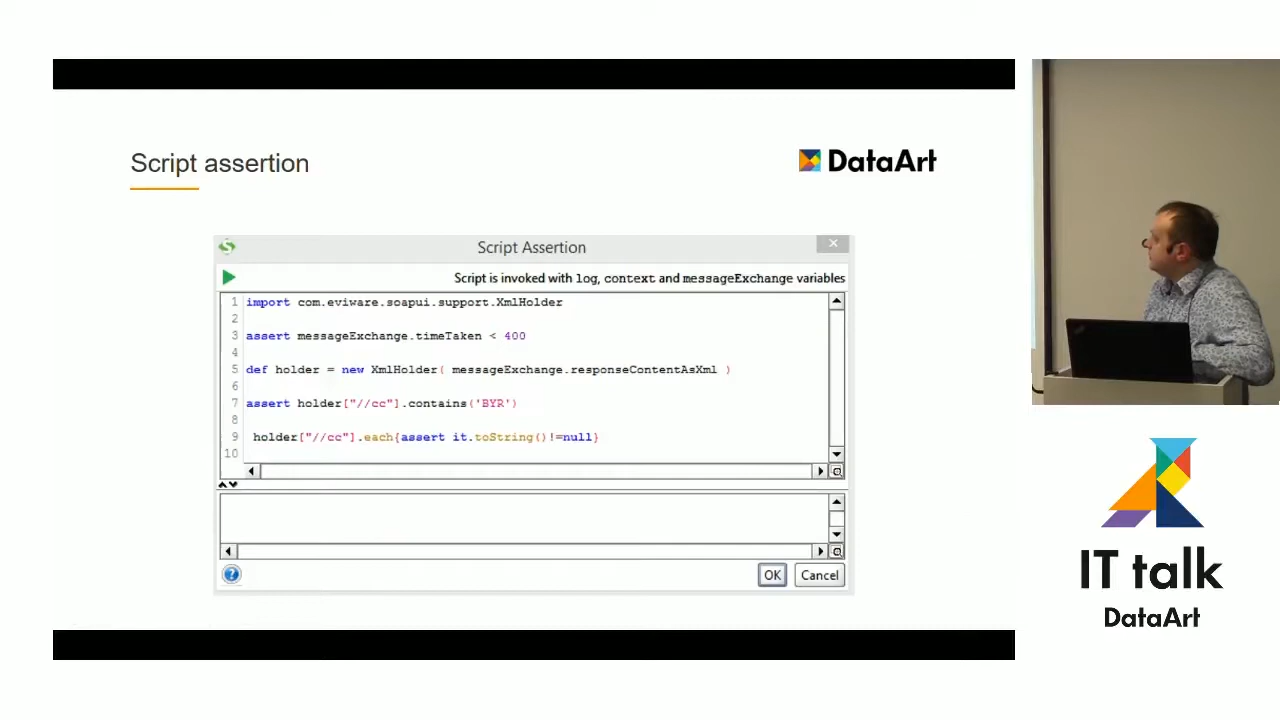 Script assertion
DataArt
Script Assertion
Script is invoked with log, context and messageExchange variables
1 import com.eviware.soapui.support.XmlHolder
2
3 assert messageExchange.timeTaken < 400
4
5 def holder = new XmlHolder( messageExchange.responseContentAsXml )
6
7 assert holder["//cc"].contains('BYR')
8
9 holder["//cc"].each{assert it.toString()!=null}
10
OK Cancel
IT talk
DataArt